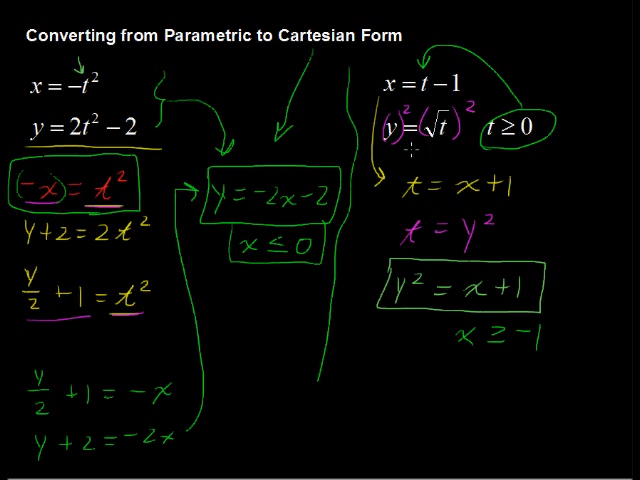 Converting from Parametric to Cartesian Form
x = -t²
y = 2t² - 2
-x = t²
y + 2 = 2t²
y/2 + 1 = t²
y/2 + 1 = -x
y + 2 = -2x
y = -2x - 2
x ≤ 0
x = t - 1
(y)² = (√t)² t ≥ 0
t = x + 1
t = y²
y² = x + 1
x ≥ -1